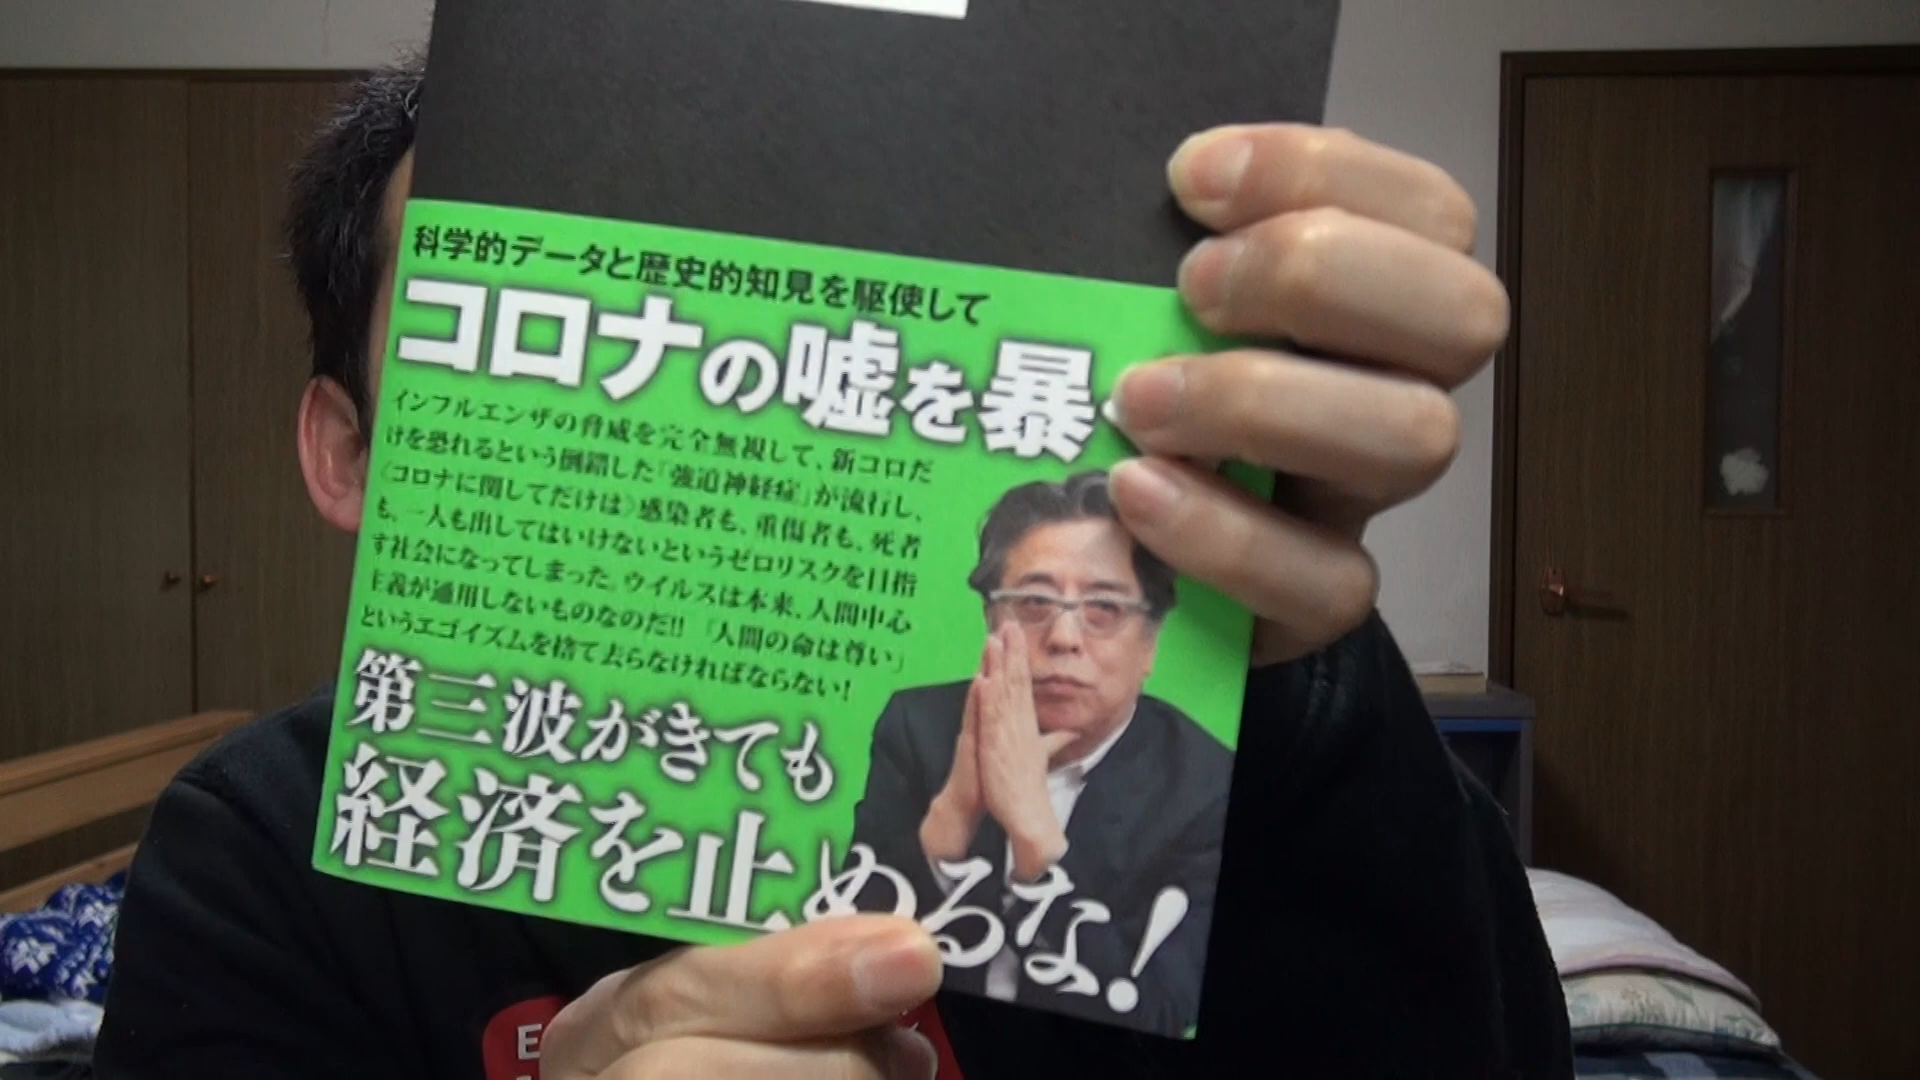 科学的データと歴史的知見を駆使して
コロナの嘘を暴
インフルエンザの脅威を完全無視して、新コロだ
けを恐れるという倒錯した「強迫神経症」が流行し、
〈コロナに関してだけは〉感染者も、重傷者も、死者
も、一人も出してはいけないというゼロリスクを目指
す社会になってしまった。ウイルスは本来、人間中心
主義が通用しないものなのだ!!「人間の命は尊い」
というエゴイズムを捨て去らなければならない!
第三波がきても
経済を止めるな!
E